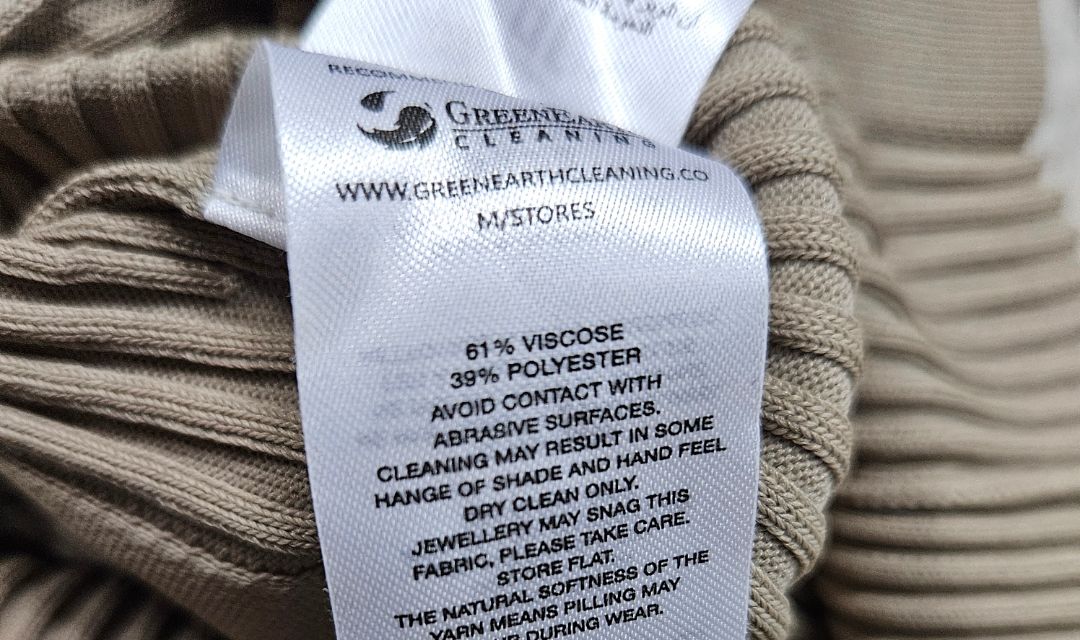 GREENEARTH
CLEANING
WWW.GREENEARTHCLEANING.CO
M/STORES
61% VISCOSE
39% POLYESTER
AVOID CONTACT WITH
ABRASIVE SURFACES.
CLEANING MAY RESULT IN SOME
HANGE OF SHADE AND HAND FEEL
DRY CLEAN ONLY.
JEWELLERY MAY SNAG THIS
FABRIC, PLEASE TAKE CARE.
STORE FLAT.
THE NATURAL SOFTNESS OF THE
YARN MEANS PILLING MAY
DURING WEAR.